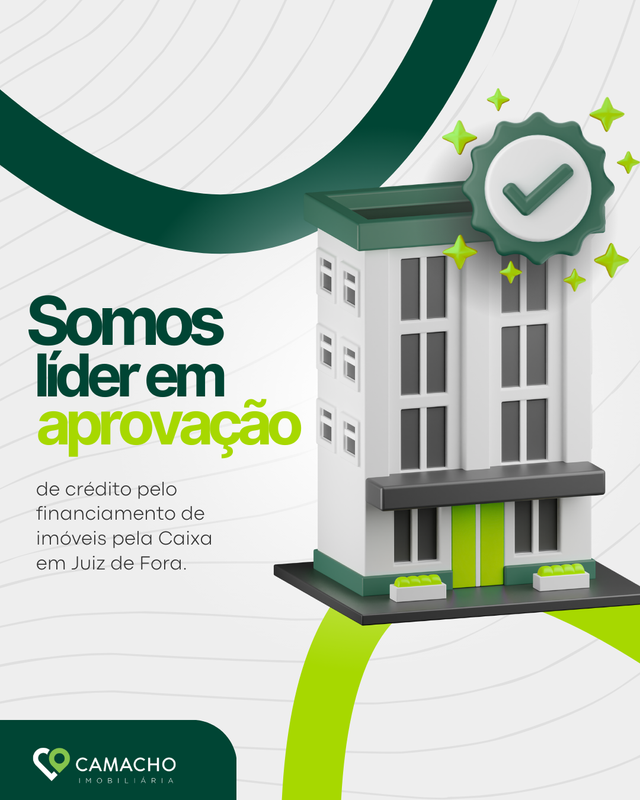 Somos
líder em
aprovação
de crédito pelo
financiamento de
imóveis pela Caixa
em Juiz de Fora.
CAMACHO
IMOBILIÁRIA